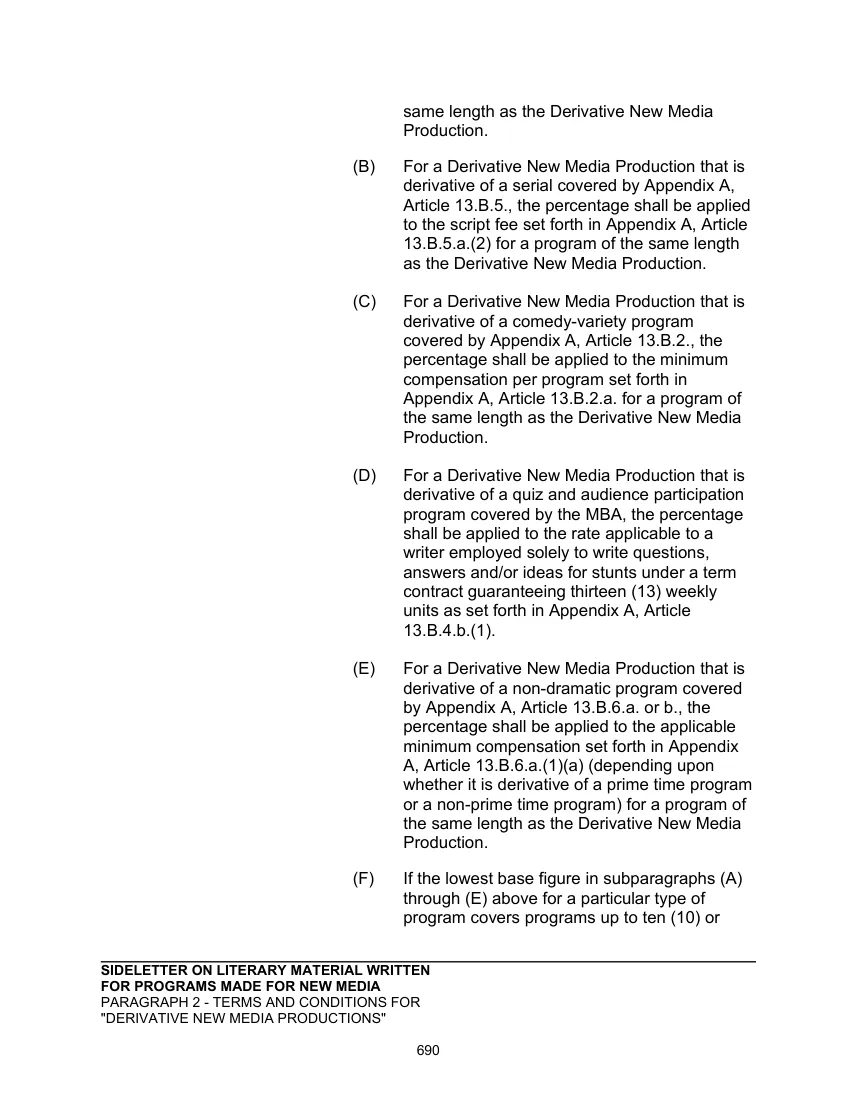 same length as the Derivative New Media
Production.
(B) For a Derivative New Media Production that is
derivative of a serial covered by Appendix A,
Article 13.B.5., the percentage shall be applied
to the script fee set forth in Appendix A, Article
13.B.5.a.(2) for a program of the same length
as the Derivative New Media Production.
(C) For a Derivative New Media Production that is
derivative of a comedy-variety program
covered by Appendix A, Article 13.B.2., the
percentage shall be applied to the minimum
compensation per program set forth in
Appendix A, Article 13.B.2.a. for a program of
the same length as the Derivative New Media
Production.
(D) For a Derivative New Media Production that is
derivative of a quiz and audience participation
program covered by the MBA, the percentage
shall be applied to the rate applicable to a
writer employed solely to write questions,
answers and/or ideas for stunts under a term
contract guaranteeing thirteen (13) weekly
units as set forth in Appendix A, Article
13.B.4.b.(1).
(E) For a Derivative New Media Production that is
derivative of a non-dramatic program covered
by Appendix A, Article 13.B.6.a. or b., the
percentage shall be applied to the applicable
minimum compensation set forth in Appendix
A, Article 13.B.6.a.(1)(a) (depending upon
whether it is derivative of a prime time program
or a non-prime time program) for a program of
the same length as the Derivative New Media
Production.
(F) If the lowest base figure in subparagraphs (A)
through (E) above for a particular type of
program covers programs up to ten (10) or
SIDELETTER ON LITERARY MATERIAL WRITTEN
FOR PROGRAMS MADE FOR NEW MEDIA
PARAGRAPH 2 - TERMS AND CONDITIONS FOR
"DERIVATIVE NEW MEDIA PRODUCTIONS"
690